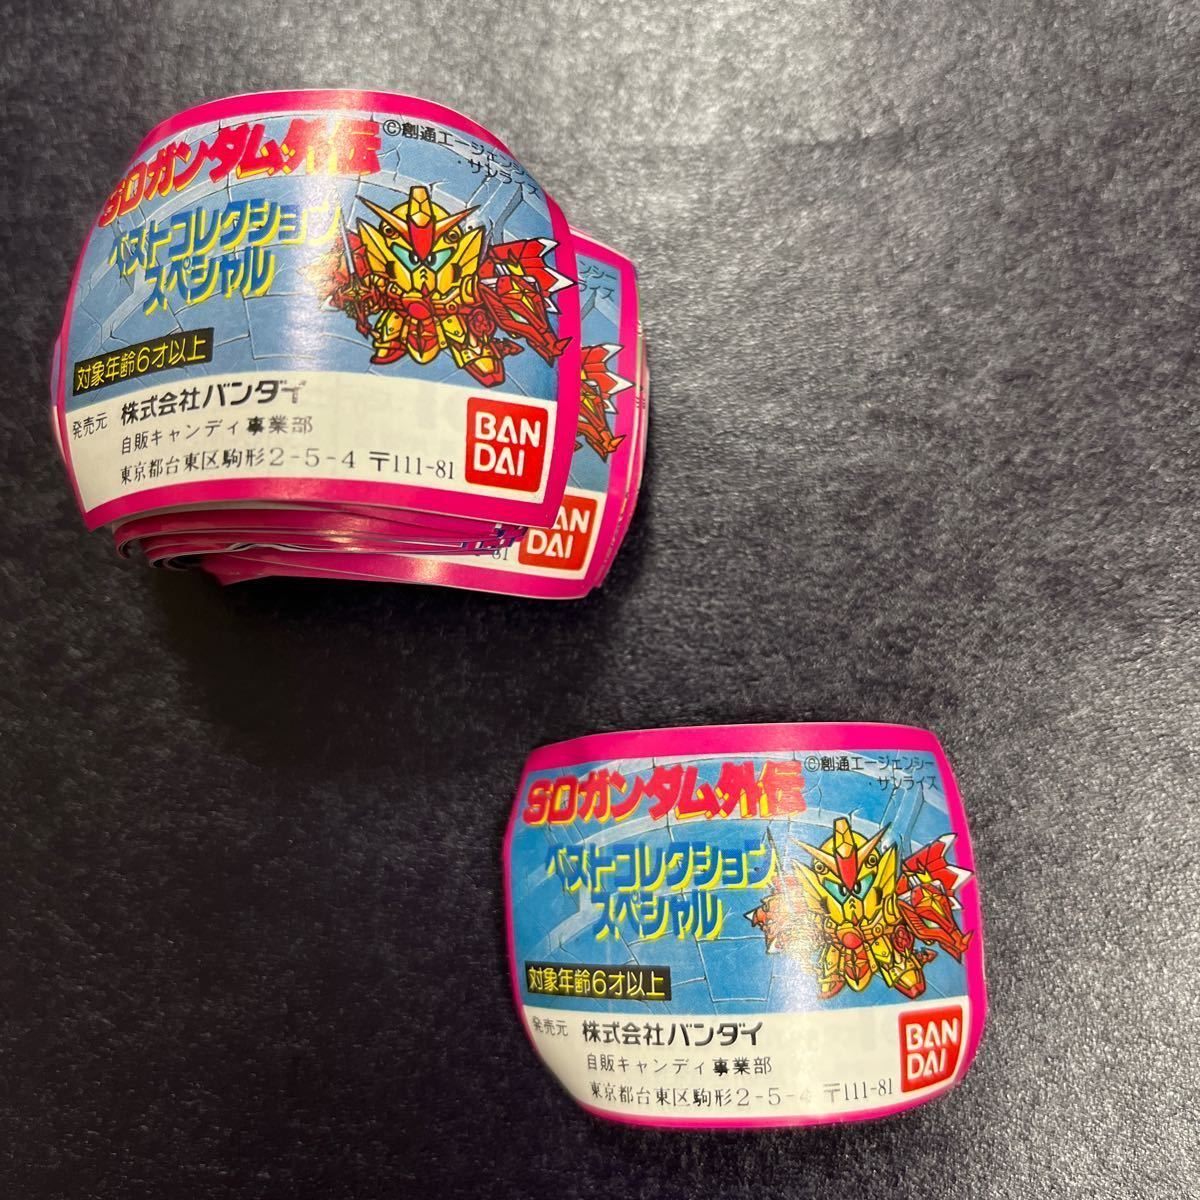 SDガンダム外伝
©創通エージェンシー
・サンライズ
ベストコレクション
スペシャル
対象年齢6才以上
発売元 株式会社バンダイ
自販キャンディ事業部
東京都台東区駒形2-5-4 〒111-81
BAN
DAI
シー
ライズ
BAN
DAI
81
SDガンダム外伝
©創通エージェンシー
・サンライズ
ベストコレクション
スペシャル
対象年齢6才以上
発売元 株式会社バンダイ
自販キャンディ事業部
東京都台東区駒形2-5-4 〒111-81
BAN
DAI